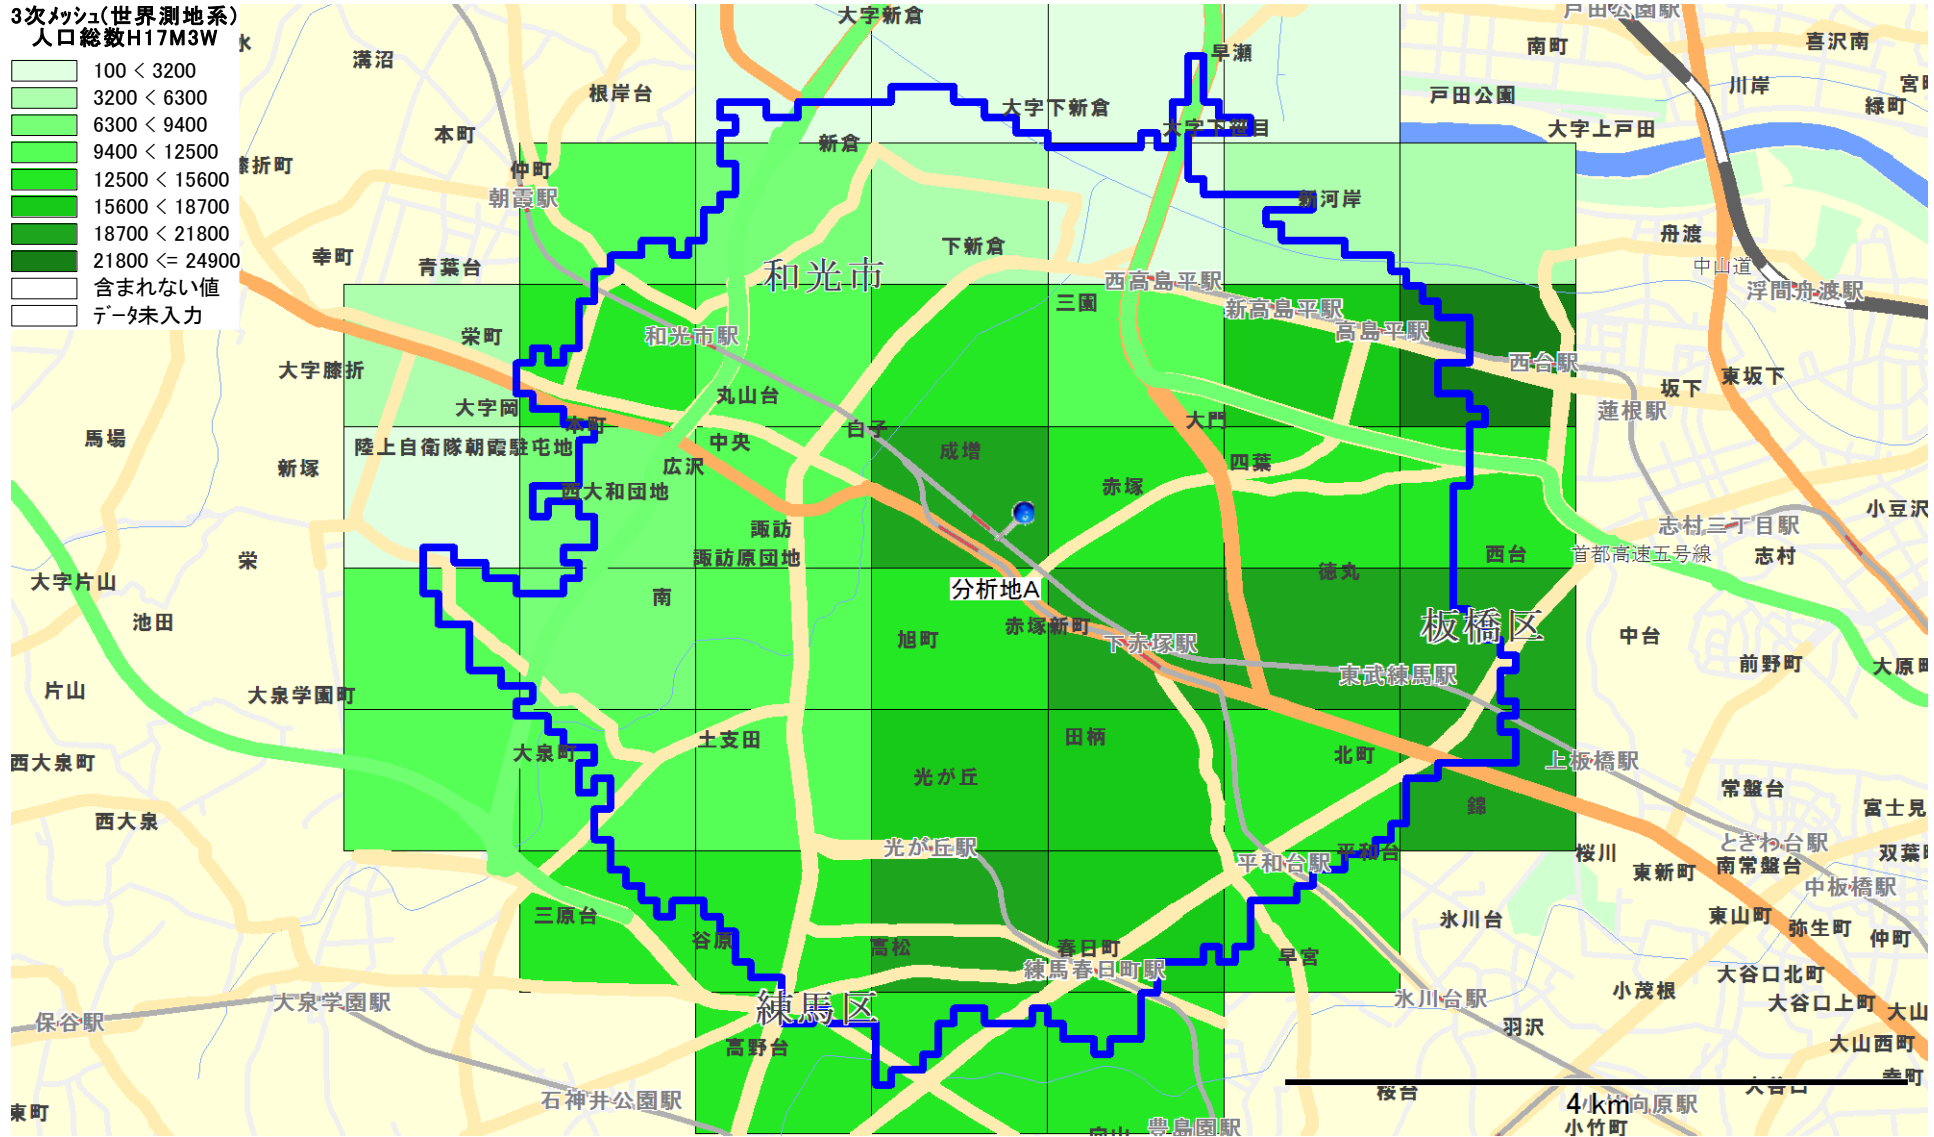 3次メッシュ(世界測地系)
人口総数H17M3W
100 < 3200
3200 < 6300
6300 < 9400
9400 < 12500
12500 < 15600
15600 < 18700
18700 < 21800
21800 <= 24900
含まれない値
データ未入力
大字新倉
戸田公園駅
溝沼
早瀬
南町
喜沢南
根岸台
大字下新倉
戸田公園
川岸
緑町
本町
新倉
大字下笹目
大字上戸田
膝折町
仲町
朝霞駅
新河岸
幸町
青葉台
和光市
下新倉
西高島平駅
舟渡
中山道
浮間舟渡駅
栄町
和光市駅
三園
新高島平駅
高島平駅
西台駅
大字膝折
丸山台
坂下
東坂下
大字岡
本町
白子
大門
蓮根駅
馬場
陸上自衛隊朝霞駐屯地
中央
成増
新塚
広沢
四葉
西大和団地
赤塚
小豆沢
諏訪
志村三丁目駅
栄
諏訪原団地
西台
首都高速五号線
志村
大字片山
分析地A
徳丸
池田
南
旭町
赤塚新町
下赤塚駅
板橋区
中台
片山
大泉学園町
東武練馬駅
前野町
大原町
西大泉町
大泉町
土支田
田柄
北町
上板橋駅
光が丘
常盤台
西大泉
錦
富士見
光が丘駅
平和台駅
平和台
桜川
ときわ台駅
双葉町
東新町
南常盤台
中板橋駅
三原台
谷原
高松
春日町
氷川台
東山町
弥生町
仲町
練馬春日町駅
早宮
大谷口北町
大泉学園駅
練馬区
氷川台駅
小茂根
大谷口上町
大山
保谷駅
高野台
羽沢
大山西町
石神井公園駅
桜台
大谷口
幸町
4 km
東町
向山
豊島園駅
小竹向原駅
小竹町